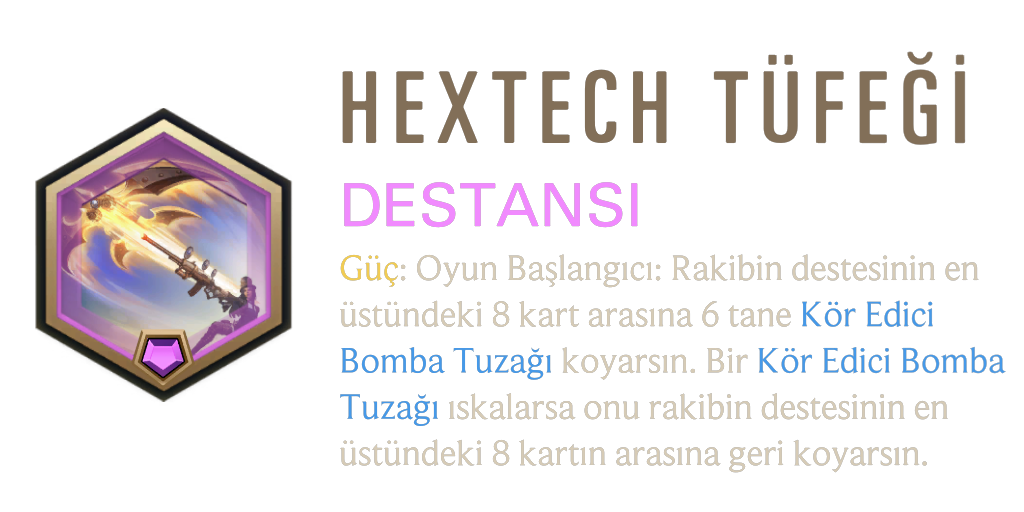 HEXTECH TÜFEĞİ
DESTANSI
Güç: Oyun Başlangıcı: Rakibin destesinin en
üstündeki 8 kart arasına 6 tane Kör Edici
Bomba Tuzağı koyarsın. Bir Kör Edici Bomba
Tuzağı ıskalarsa onu rakibin destesinin en
üstündeki 8 kartın arasına geri koyarsın.